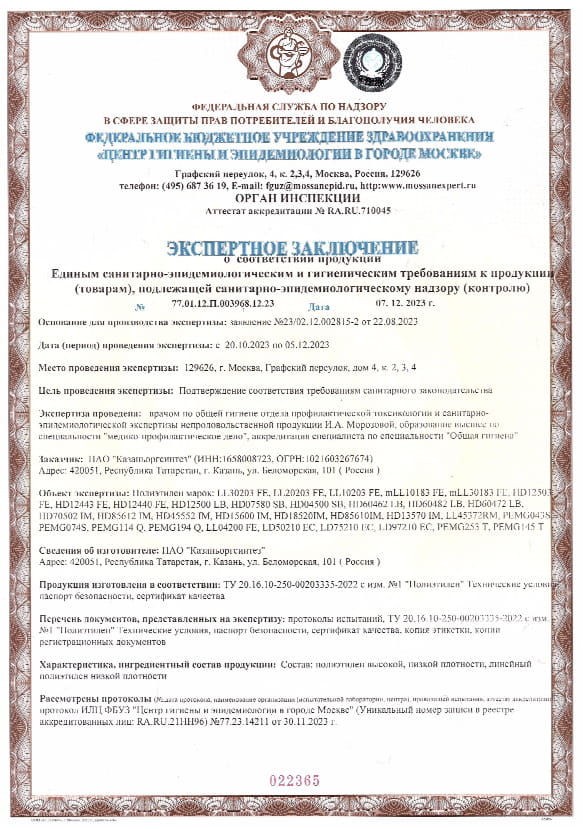 ФЕДЕРАЛЬНАЯ СЛУЖБА ПО НАДЗОРУ
В СФЕРЕ ЗАЩИТЫ ПРАВ ПОТРЕБИТЕЛЕЙ И БЛАГОПОЛУЧИЯ ЧЕЛОВЕКА
ФЕДЕРАЛЬНОЕ БЮДЖЕТНОЕ УЧРЕЖДЕНИЕ ЗДРАВООХРАНЕНИЯ
«ЦЕНТР ГИГИЕНЫ И ЭПИДЕМИОЛОГИИ В ГОРОДЕ МОСКВЕ»
Графский переулок, 4, к. 2,3,4, Москва, Россия, 129626
телефон: (495) 687 36 19, E-mail: fguz@mossanepid.ru, http:www.mossanexpert.ru
ОРГАН ИНСПЕКЦИИ
Аттестат аккредитации № RA.RU.710045
ЭКСПЕРТНОЕ ЗАКЛЮЧЕНИЕ
о соответствии продукции
Единым санитарно-эпидемиологическим и гигиеническим требованиям к продукции
(товарам), подлежащей санитарно-эпидемиологическому надзору (контролю)
№ 77.01.12.П.003968.12.23 Дата 07. 12. 2023 г.
Основание для производства экспертизы: заявление №23/02.12.002815-2 от 22.08.2023
Дата (период) проведения экспертизы: с 20.10.2023 по 05.12.2023
Место проведения экспертизы: 129626, г. Москва, Графский переулок, дом 4, к. 2, 3, 4
Цель проведения экспертизы: Подтверждение соответствия требованиям санитарного законодательства
Экспертиза проведена: врачом по общей гигиене отдела профилактической токсикологии и санитарно-
эпидемиологической экспертизы непродовольственной продукции И.А. Морозовой, образование высшее по
специальности "медико-профилактическое дело", аккредитация специалиста по специальности "Общая гигиена"
Заказчик: ПАО "Казаньоргсинтез" (ИНН:1658008723, ОГРН:1021603267674)
Адрес: 420051, Республика Татарстан, г. Казань, ул. Беломорская, 101 ( Россия )
Объект экспертизы: Полиэтилен марок: LL30203 FE, LL20203 FE, LL10203 FE, mLL10183 FE, mLL30183 FE, HD12503
FE, HD12443 FE, HD12440 FE, HD12500 LB, HD07580 SB, HD04500 SB, HD60462 LB, HD60482 LB, HD60472 LB,
HD70502 IM, HD85612 IM, HD45552 IM, HD15600 IM, HD18520IM, HD85610IM, HD13570 IM, LL45372RM, PEMG043S,
PEMG074S, PEMG114 Q, PEMG194 Q, LL04200 FE, LD50210 EC, LD75210 EC, LD97210 EC, PEMG253 T, PEMG145 T
Сведения об изготовителе: ПАО "Казаньоргсинтез"
Адрес: 420051, Республика Татарстан, г. Казань, ул. Беломорская, 101 ( Россия )
Продукция изготовлена в соответствии: ТУ 20.16.10-250-00203335-2022 с изм. №1 "Полиэтилен" Технические условия,
паспорт безопасности, сертификат качества
Перечень документов, представленных на экспертизу: протоколы испытаний, ТУ 20.16.10-250-00203335-2022 с изм.
№1 "Полиэтилен" Технические условия, паспорт безопасности, сертификат качества, копия этикетки, копии
регистрационных документов
Характеристика, ингредиентный состав продукции: Состав: полиэтилен высокой, низкой плотности, линейный
полиэтилен низкой плотности
Рассмотрены протоколы (№,дата протокола, наименование организации (испытательной лаборатории, центра), проводившей испытания,
протокол ИЛЦ ФБУЗ "Центр гигиены и эпидемиологии в городе Москве" (Уникальный номер записи в реестре
аккредитованных лиц: RA.RU.21НН96) №77.23.14211 от 30.11.2023 г.
022365